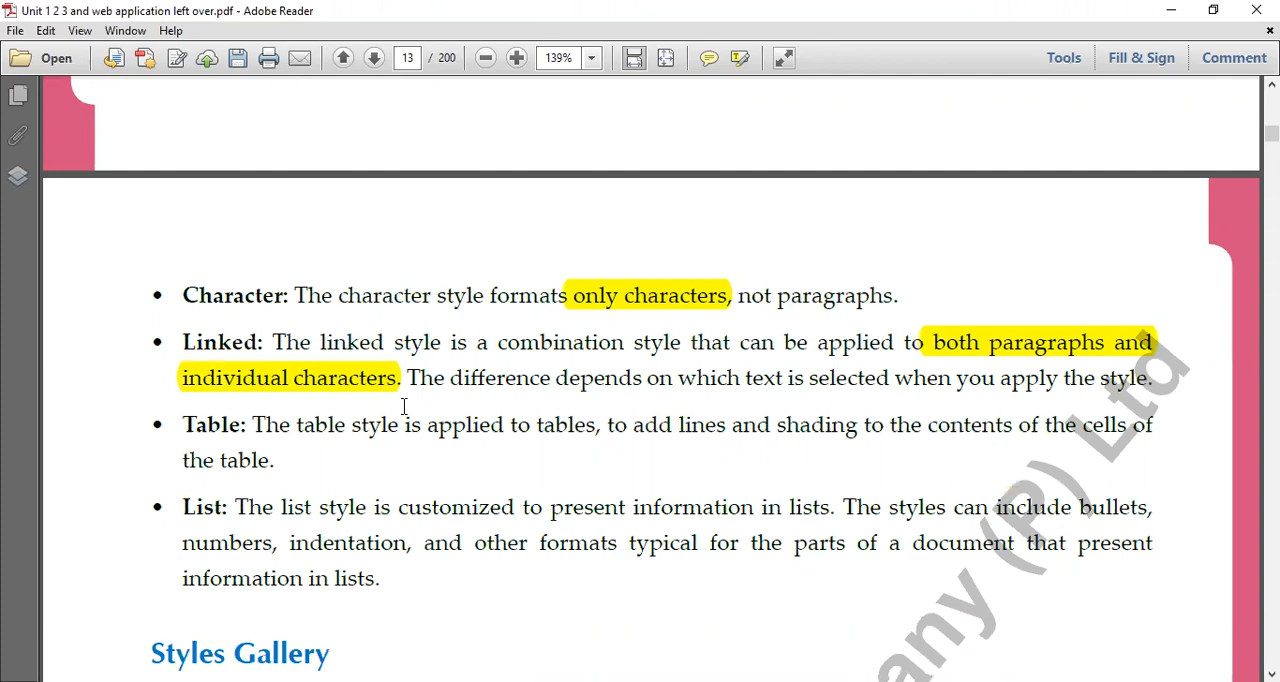 Unit 1 2 3 and web application left over.pdf - Adobe Reader
File Edit View Window Help
Open 13 / 200 139% Tools Fill & Sign Comment
• Character: The character style formats only characters, not paragraphs.
• Linked: The linked style is a combination style that can be applied to both paragraphs and
individual characters. The difference depends on which text is selected when you apply the style.
• Table: The table style is applied to tables, to add lines and shading to the contents of the cells of
the table.
• List: The list style is customized to present information in lists. The styles can include bullets,
numbers, indentation, and other formats typical for the parts of a document that present
information in lists.
Styles Gallery
any (P) Ltd